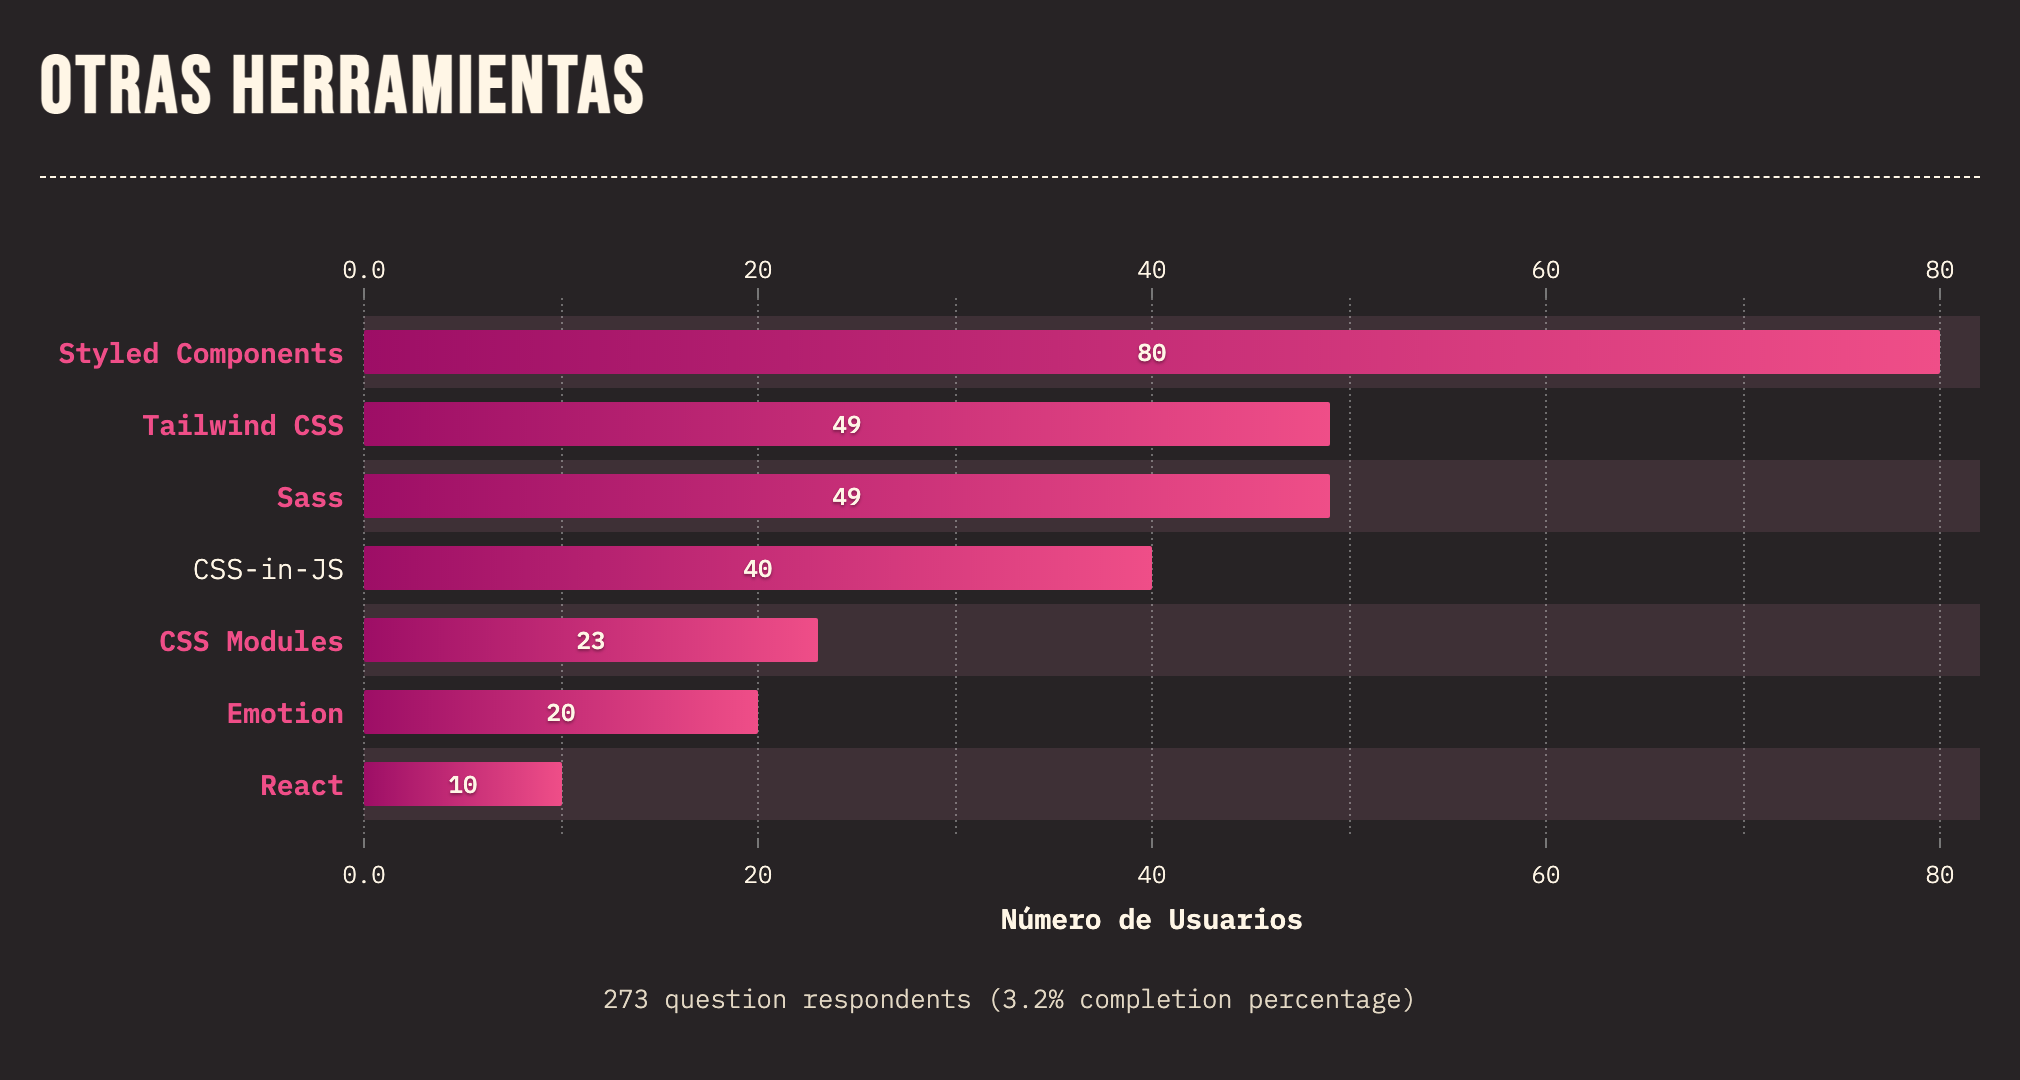 OTRAS HERRAMIENTAS
0.0 20 40 60 80
Styled Components 80
Tailwind CSS 49
Sass 49
CSS-in-JS 40
CSS Modules 23
Emotion 20
React 10
0.0 20 40 60 80
Número de Usuarios
273 question respondents (3.2% completion percentage)